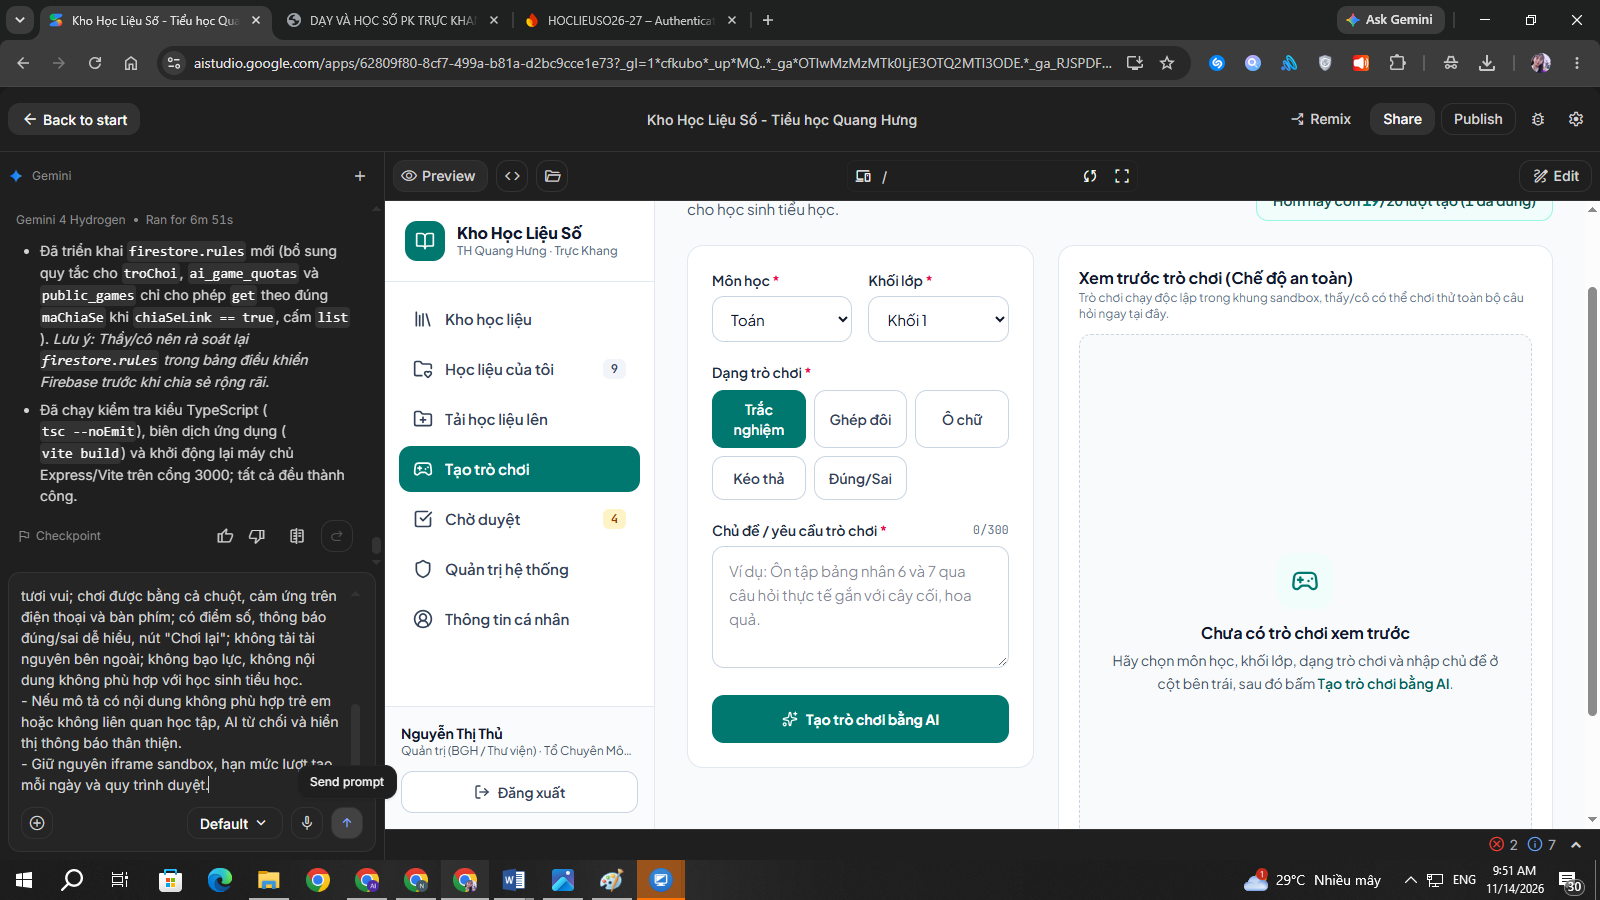 Kho Học Liệu Số - Tiểu học Qua
DẠY VÀ HỌC SỐ PK TRỰC KHA
HOCLIEUSO26-27 – Authenticat
Ask Gemini
aistudio.google.com/apps/62809f80-8cf7-499a-b81a-d2bc9cce1e73?_gl=1*cfkubo*_up*MQ..*_ga*OTIwMzMzMTk0LjE3OTQ2MTI3ODE.*_ga_RJSPDF...
Back to start
Kho Học Liệu Số - Tiểu học Quang Hưng
Remix
Share
Publish
Gemini
Preview
/
Edit
Gemini 4 Hydrogen • Ran for 6m 51s
• Đã triển khai firestore.rules mới (bổ sung
quy tắc cho troChoi, ai_game_quotas và
public_games chỉ cho phép get theo đúng
maChiaSe khi chiaSeLink == true, cấm list
). Lưu ý: Thầy/cô nên rà soát lại
firestore.rules trong bảng điều khiển
Firebase trước khi chia sẻ rộng rãi.
• Đã chạy kiểm tra kiểu TypeScript (
tsc --noEmit), biên dịch ứng dụng (
vite build) và khởi động lại máy chủ
Express/Vite trên cổng 3000; tất cả đều thành
công.
Checkpoint
tươi vui; chơi được bằng cả chuột, cảm ứng trên
điện thoại và bàn phím; có điểm số, thông báo
đúng/sai dễ hiểu, nút "Chơi lại"; không tải tài
nguyên bên ngoài; không bạo lực, không nội
dung không phù hợp với học sinh tiểu học.
- Nếu mô tả có nội dung không phù hợp trẻ em
hoặc không liên quan học tập, AI từ chối và hiển
thị thông báo thân thiện.
- Giữ nguyên iframe sandbox, hạn mức lượt tạo
mỗi ngày và quy trình duyệt.
Send prompt
Default
Kho Học Liệu Số
TH Quang Hưng · Trực Khang
Kho học liệu
Học liệu của tôi
9
Tải học liệu lên
Tạo trò chơi
Chờ duyệt
4
Quản trị hệ thống
Thông tin cá nhân
Nguyễn Thị Thủ
Quản trị (BGH / Thư viện) · Tổ Chuyên Mô...
Đăng xuất
cho học sinh tiểu học.
Hôm nay còn 19/20 lượt tạo (1 đã dùng)
Môn học *
Khối lớp *
Toán
Khối 1
Dạng trò chơi *
Trắc
nghiệm
Ghép đôi
Ô chữ
Kéo thả
Đúng/Sai
Chủ đề / yêu cầu trò chơi *
0/300
Ví dụ: Ôn tập bảng nhân 6 và 7 qua
câu hỏi thực tế gắn với cây cối, hoa
quả.
Tạo trò chơi bằng AI
Xem trước trò chơi (Chế độ an toàn)
Trò chơi chạy độc lập trong khung sandbox, thầy/cô có thể chơi thử toàn bộ câu
hỏi ngay tại đây.
Chưa có trò chơi xem trước
Hãy chọn môn học, khối lớp, dạng trò chơi và nhập chủ đề ở
cột bên trái, sau đó bấm Tạo trò chơi bằng AI.
2
7
1
29°C Nhiều mây
ENG
9:51 AM
11/14/2026
30